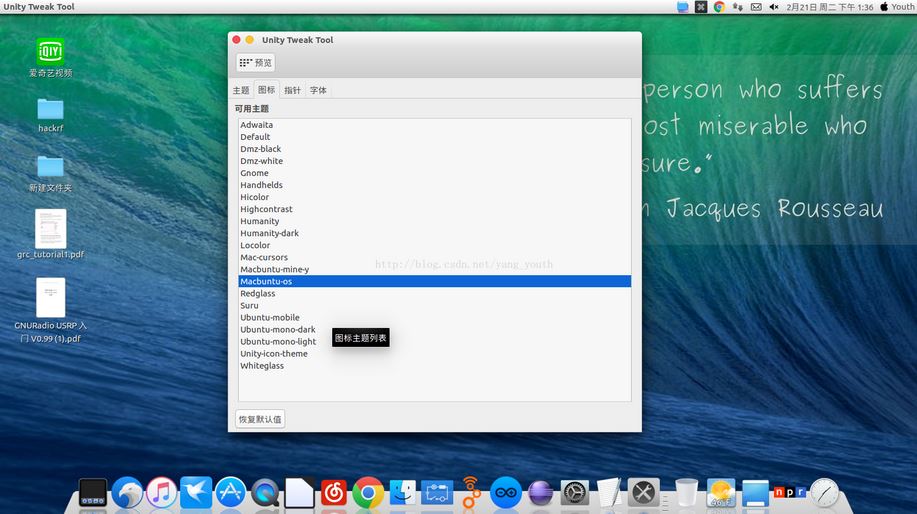 Unity Tweak Tool
2月21日 周二 下午 1:36
Youth
爱奇艺视频
hackrf
新建文件夹
grc_tutorial1.pdf
GNURadio USRP 入
门 V0.99 (1).pdf
Unity Tweak Tool
预览
主题 图标 指针 字体
可用主题
Adwaita
Default
Dmz-black
Dmz-white
Gnome
Handhelds
Hicolor
Highcontrast
Humanity
Humanity-dark
Locolor
Mac-cursors
Macbuntu-mine-y
Macbuntu-os
Redglass
Suru
Ubuntu-mobile
Ubuntu-mono-dark
Ubuntu-mono-light
Unity-icon-theme
Whiteglass
图标主题列表
http://blog.csdn.net/yang_youth
恢复默认值
person who suffers
ost miserable who
sure."
Jacques Rousseau
QIY
npr